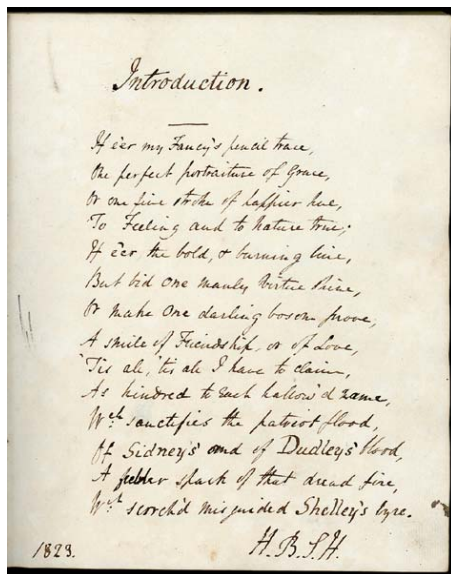 Introduction.
If e'er my Fancy's pencil trace,
One perfect portraiture of Grace,
Or one fine stroke of happier hue,
To Feeling and to Nature true;
If e'er the bold, & burning line,
But bid one manly Virtue shine,
Or make One darling bosom prove,
A smile of Friendship, or of Love,
'Tis all, 'tis all I have to claim,
As kindred to each hallow'd name,
Wch sanctifies the patriot flood,
Of Sidney's and of Dudley's blood,
A feebler spark of that dread fire,
Wch scorch'd misguided Shelley's lyre.
H. B. S. H.
1823.